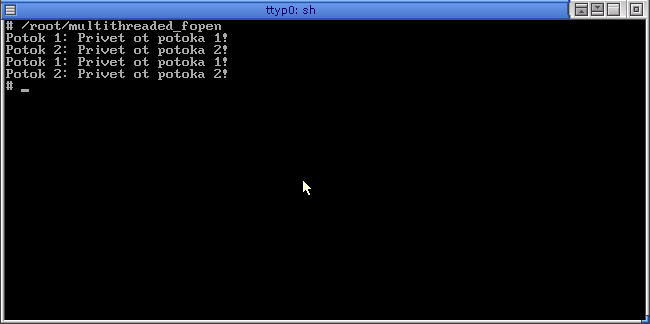 ttyp0: sh
# /root/multithreaded_fopen
Potok 1: Privet ot potoka 1!
Potok 2: Privet ot potoka 2!
Potok 1: Privet ot potoka 1!
Potok 2: Privet ot potoka 2!
# _